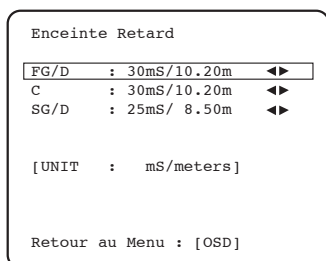 Enceinte Retard
FG/D : 30mS/10.20m ◀▶
C : 30mS/10.20m ◀▶
SG/D : 25mS/ 8.50m ◀▶
[UNIT : mS/meters]
Retour au Menu : [OSD]